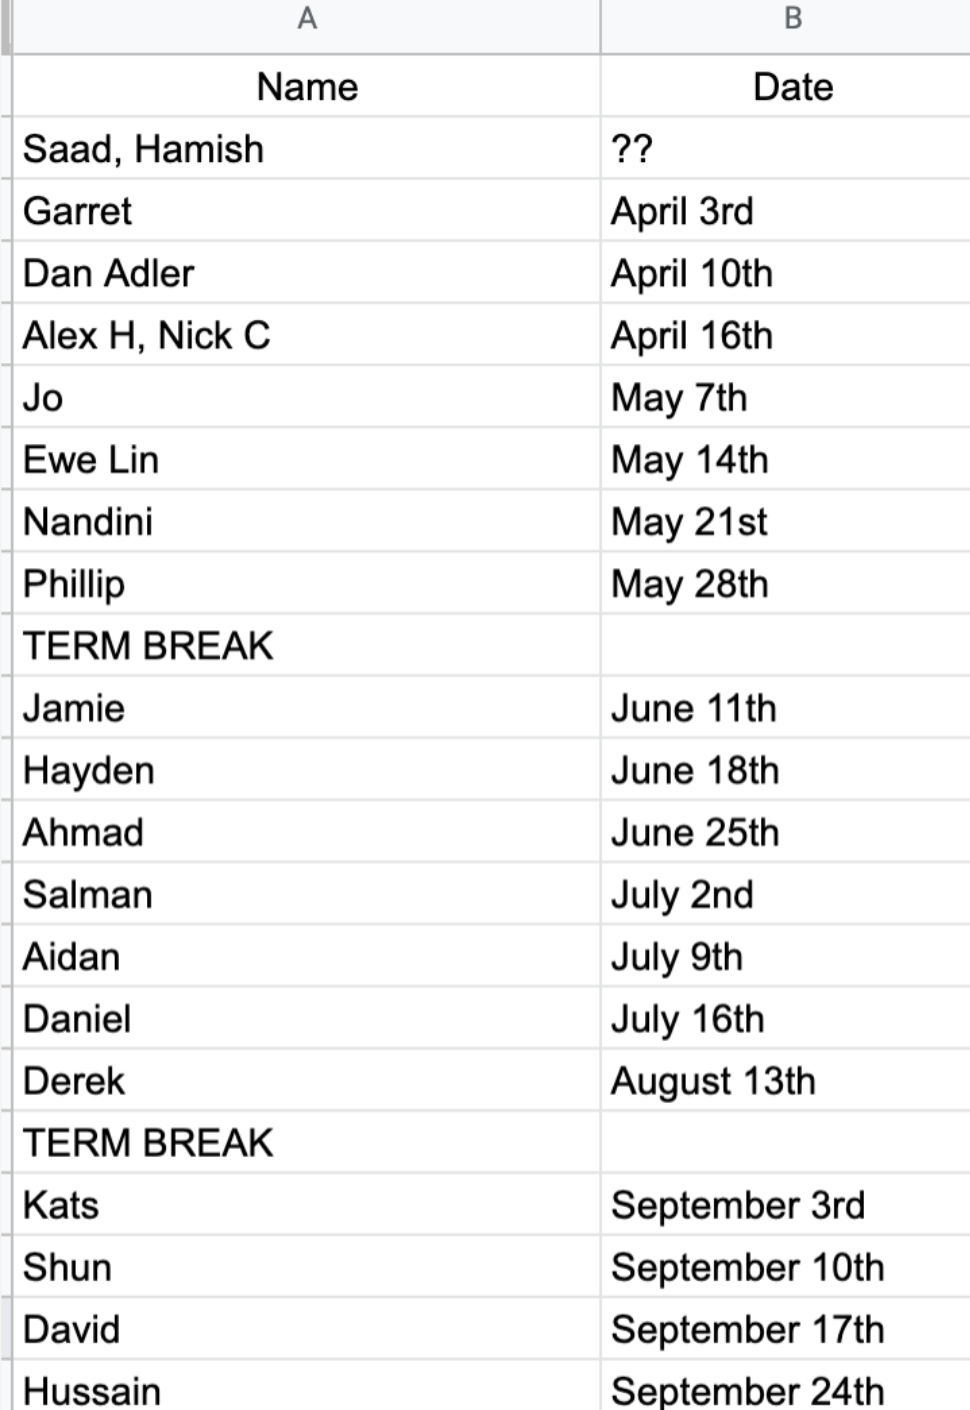 A B
Name Date
Saad, Hamish ??
Garret April 3rd
Dan Adler April 10th
Alex H, Nick C April 16th
Jo May 7th
Ewe Lin May 14th
Nandini May 21st
Phillip May 28th
TERM BREAK
Jamie June 11th
Hayden June 18th
Ahmad June 25th
Salman July 2nd
Aidan July 9th
Daniel July 16th
Derek August 13th
TERM BREAK
Kats September 3rd
Shun September 10th
David September 17th
Hussain September 24th